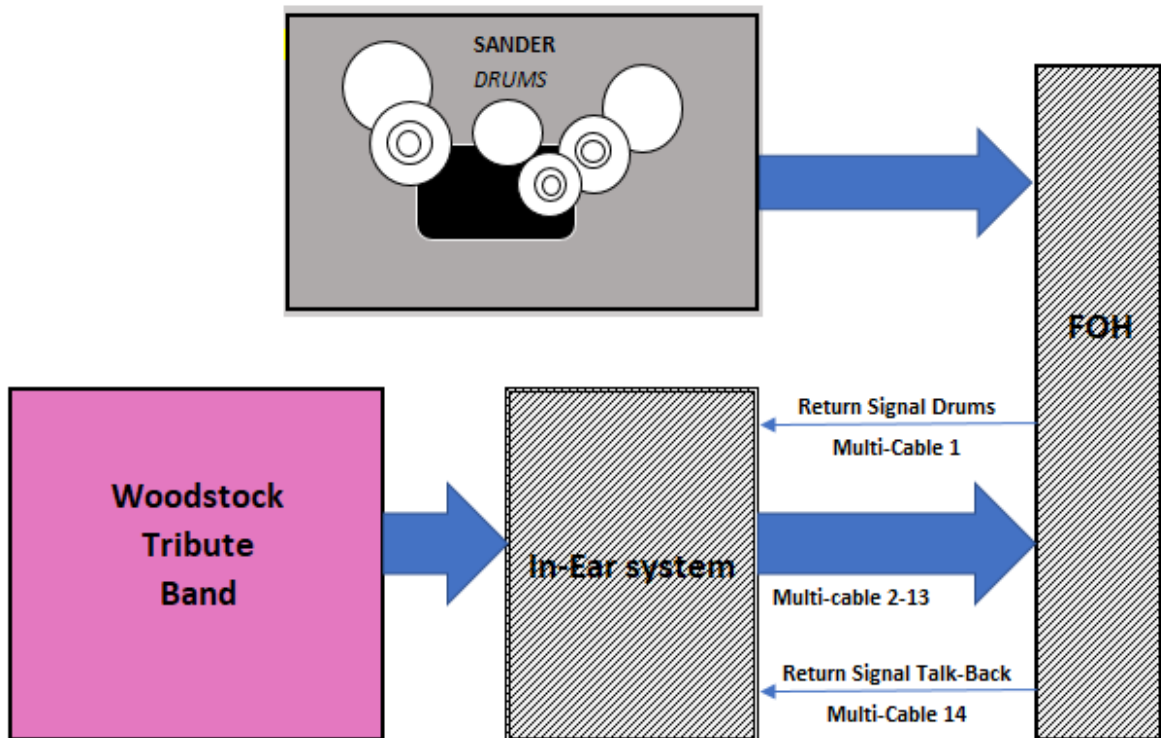 SANDER
DRUMS
FOH
Return Signal Drums
Multi-Cable 1
Woodstock
Tribute
Band
In-Ear system
Multi-cable 2-13
Return Signal Talk-Back
Multi-Cable 14